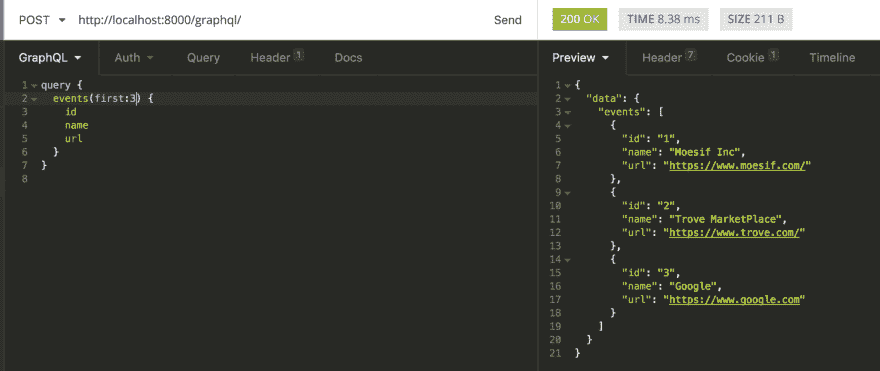 POST http://localhost:8000/graphql/ Send 200 OK TIME 8.38 ms SIZE 211 B
GraphQL Auth Query Header 1 Docs Preview Header 7 Cookie 1 Timeline
1 query {
2 events(first:3) {
3 id
4 name
5 url
6 }
7 }
8
1 {
2 "data": {
3 "events": [
4 {
5 "id": "1",
6 "name": "Moesif Inc",
7 "url": "https://www.moesif.com/"
8 },
9 {
10 "id": "2",
11 "name": "Trove MarketPlace",
12 "url": "https://www.trove.com/"
13 },
14 {
15 "id": "3",
16 "name": "Google",
17 "url": "https://www.google.com"
18 }
19 ]
20 }
21 }